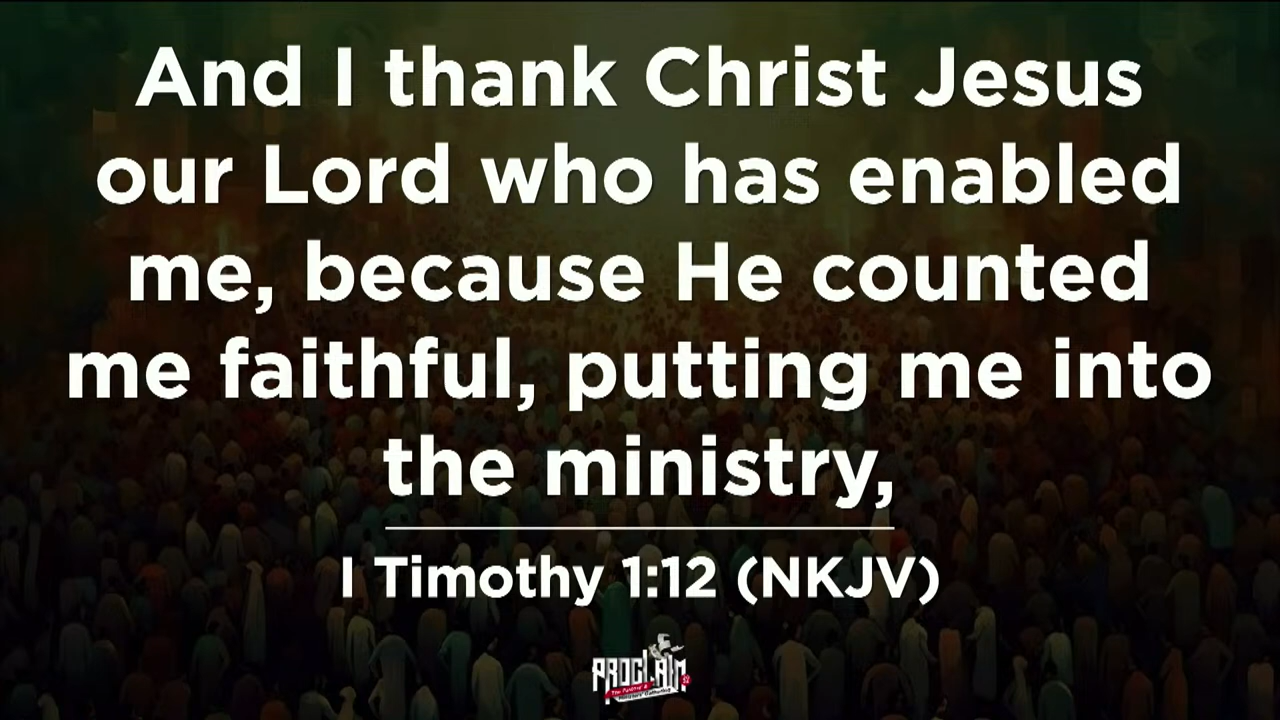 And I thank Christ Jesus
our Lord who has enabled
me, because He counted
me faithful, putting me into
the ministry,
I Timothy 1:12 (NKJV)
PROCLAIM